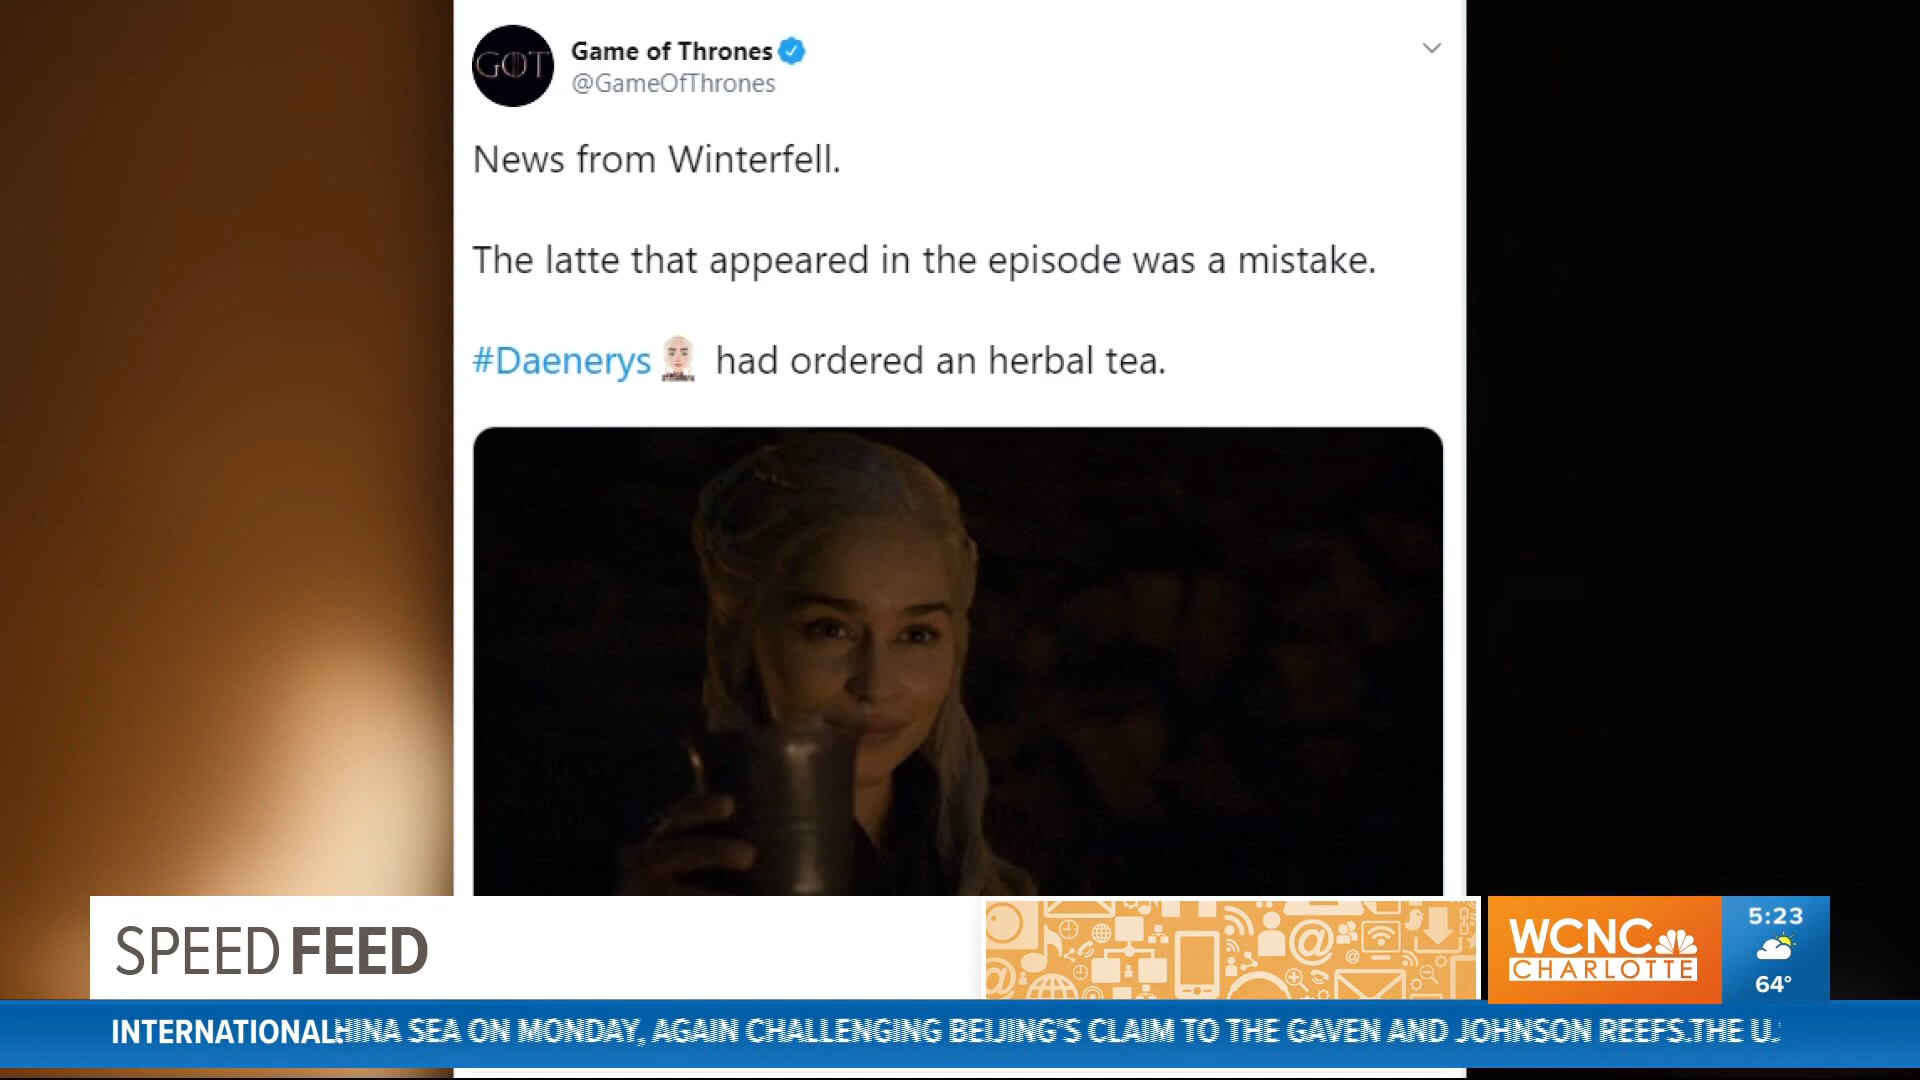 GOT
Game of Thrones
@GameOfThrones
News from Winterfell.
The latte that appeared in the episode was a mistake.
#Daenerys had ordered an herbal tea.
SPEED FEED
WCNC
CHARLOTTE
5:23
64°
INTERNATIONAL: HINA SEA ON MONDAY, AGAIN CHALLENGING BEIJING'S CLAIM TO THE GAVEN AND JOHNSON REEFS.THE U.